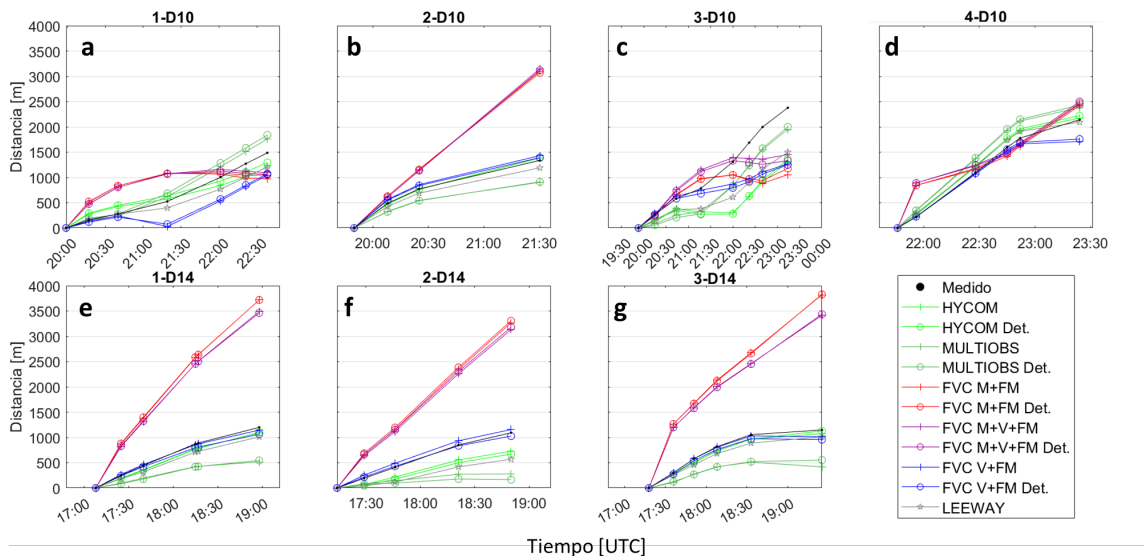 1-D10
2-D10
3-D10
4-D10
a
b
c
d
Distancia [m]
4000
3500
3000
2500
2000
1500
1000
500
0
20:00
20:30
21:00
21:30
22:00
22:30
20:00
20:30
21:00
21:30
19:30
20:00
20:30
21:00
21:30
22:00
22:30
23:00
23:30
00:00
22:00
22:30
23:00
23:30
1-D14
2-D14
3-D14
e
f
g
Distancia [m]
4000
3500
3000
2500
2000
1500
1000
500
0
17:00
17:30
18:00
18:30
19:00
17:30
18:00
18:30
19:00
17:00
17:30
18:00
18:30
19:00
Medido
HYCOM
HYCOM Det.
MULTIOBS
MULTIOBS Det.
FVC M+FM
FVC M+FM Det.
FVC M+V+FM
FVC M+V+FM Det.
FVC V+FM
FVC V+FM Det.
LEEWAY
Tiempo [UTC]